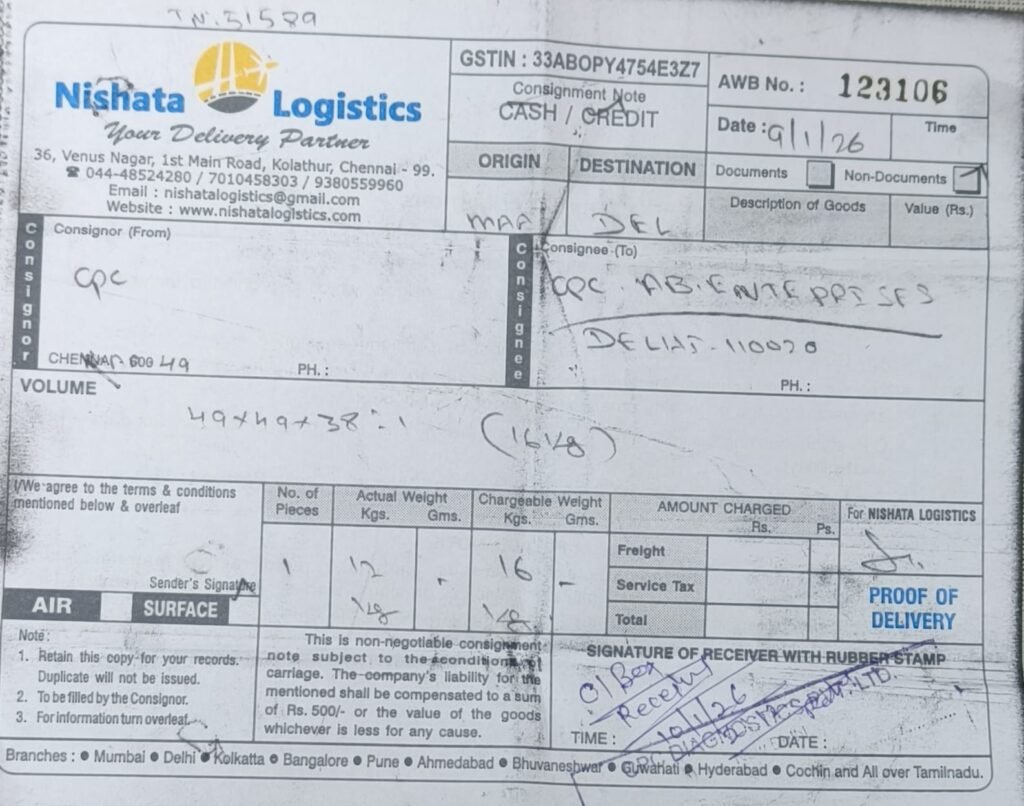 TN.51589
Nishata Logistics
Your Delivery Partner
36, Venus Nagar, 1st Main Road, Kolathur, Chennai - 99.
☎ 044-48524280 / 7010458303 / 9380559960
Email : nishatalogistics@gmail.com
Website : www.nishatalogistics.com
GSTIN : 33ABOPY4754E3Z7
Consignment Note
CASH / CREDIT
AWB No. : 123106
Date : 9/1/26
Time
ORIGIN
DESTINATION
MAA
DEL
Documents
Non-Documents
Description of Goods
Value (Rs.)
Consignor
Consignor (From)
CPC
CHENNAI- 600 49
PH. :
Consignee
Consignee (To)
CPC. AB. ENTERPRISES
DELHI-110020
PH. :
VOLUME
49x49x38:1 (16 kg)
I/We agree to the terms & conditions
mentioned below & overleaf
Sender's Signature
AIR
SURFACE
No. of
Pieces
Actual Weight
Kgs. Gms.
Chargeable Weight
Kgs. Gms.
1 12 kg - 16 kg -
AMOUNT CHARGED
Rs. Ps.
Freight
Service Tax
Total
For NISHATA LOGISTICS
PROOF OF
DELIVERY
Note :
1. Retain this copy for your records.
Duplicate will not be issued.
2. To be filled by the Consignor.
3. For information turn overleaf.
This is non-negotiable consignment
note subject to the conditions of
carriage. The company's liability for the
mentioned shall be compensated to a sum
of Rs. 500/- or the value of the goods
whichever is less for any cause.
SIGNATURE OF RECEIVER WITH RUBBER STAMP
01 Box
Received
10/1/26
CPC DIAGNOSTICS PVT. LTD.
TIME :
DATE :
Branches : ● Mumbai ● Delhi ● Kolkatta ● Bangalore ● Pune ● Ahmedabad ● Bhuvaneshwar ● Guwahati ● Hyderabad ● Cochin and All over Tamilnadu.